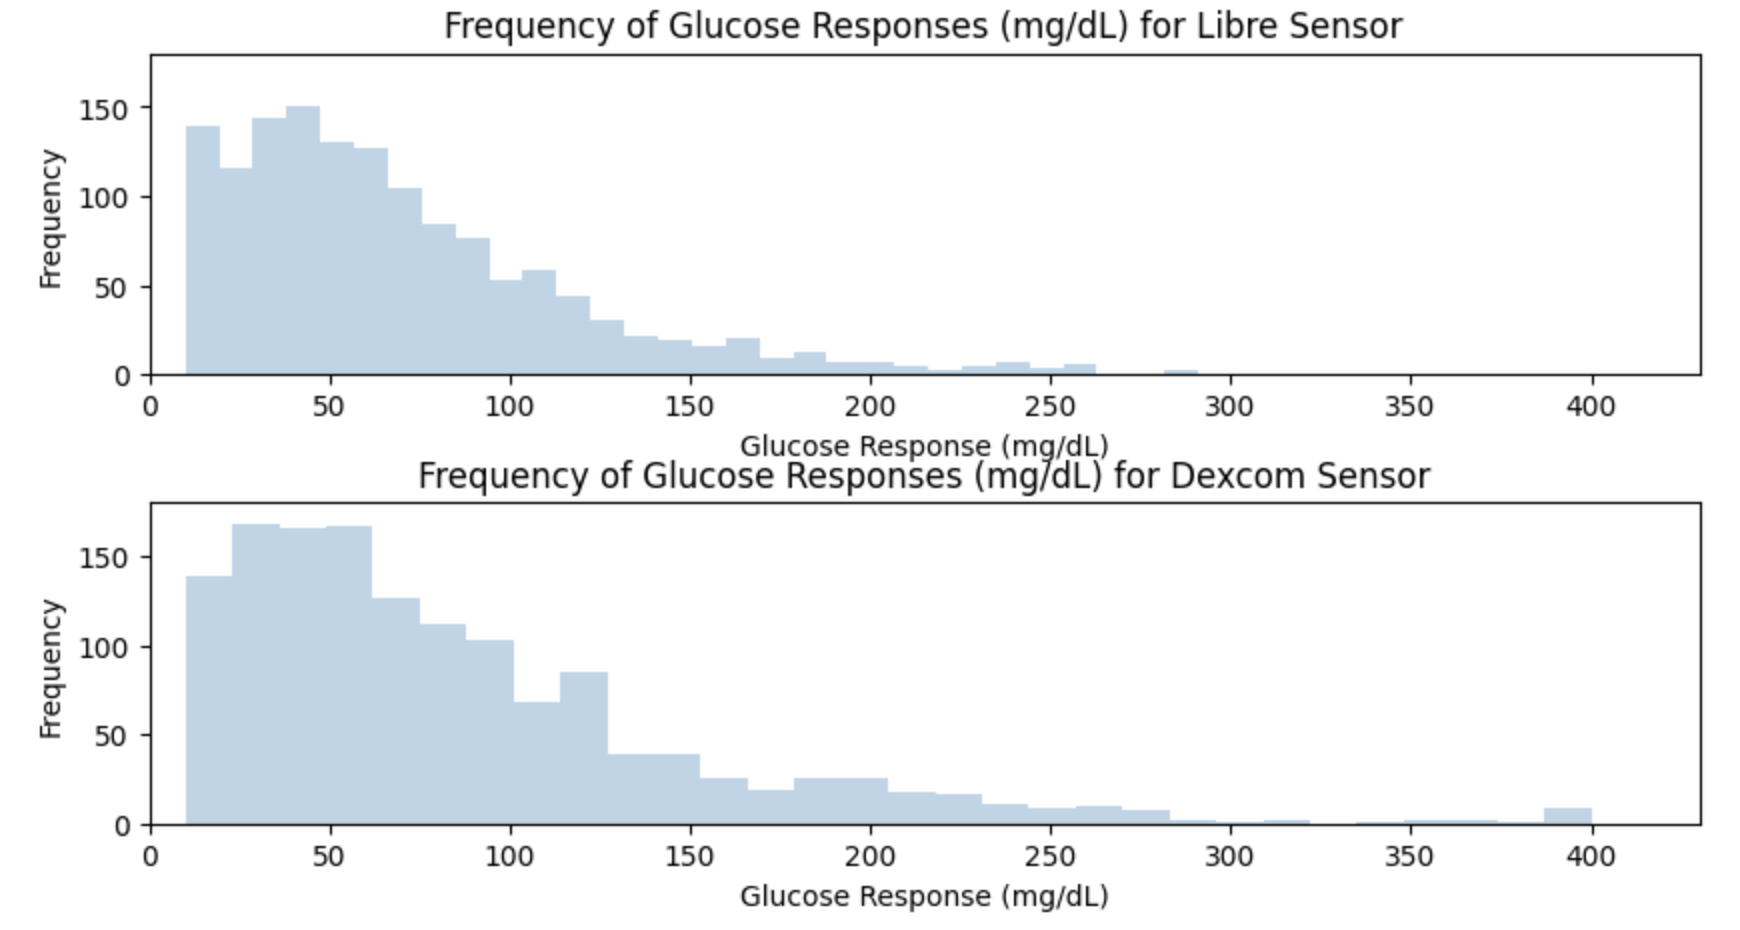 Frequency of Glucose Responses (mg/dL) for Libre Sensor
150
100
50
0
Frequency
0 50 100 150 200 250 300 350 400
Glucose Response (mg/dL)
Frequency of Glucose Responses (mg/dL) for Dexcom Sensor
150
100
50
0
Frequency
0 50 100 150 200 250 300 350 400
Glucose Response (mg/dL)